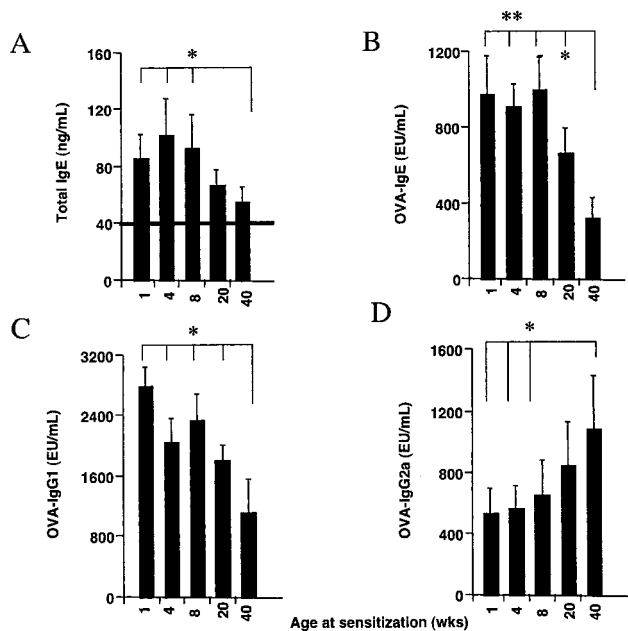 A
*
160
120
80
40
0
Total IgE (ng/mL)
1 4 8 20 40
B
**
*
1200
800
400
0
OVA-IgE (EU/mL)
1 4 8 20 40
C
*
3200
2400
1600
800
0
OVA-IgG1 (EU/mL)
1 4 8 20 40
D
*
1600
1200
800
400
0
OVA-IgG2a (EU/mL)
1 4 8 20 40
Age at sensitization (wks)